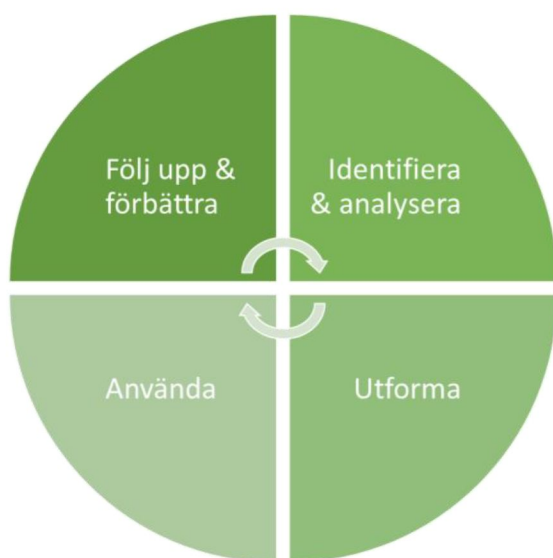 Följ upp &
förbättra
Identifiera
& analysera
Använda
Utforma